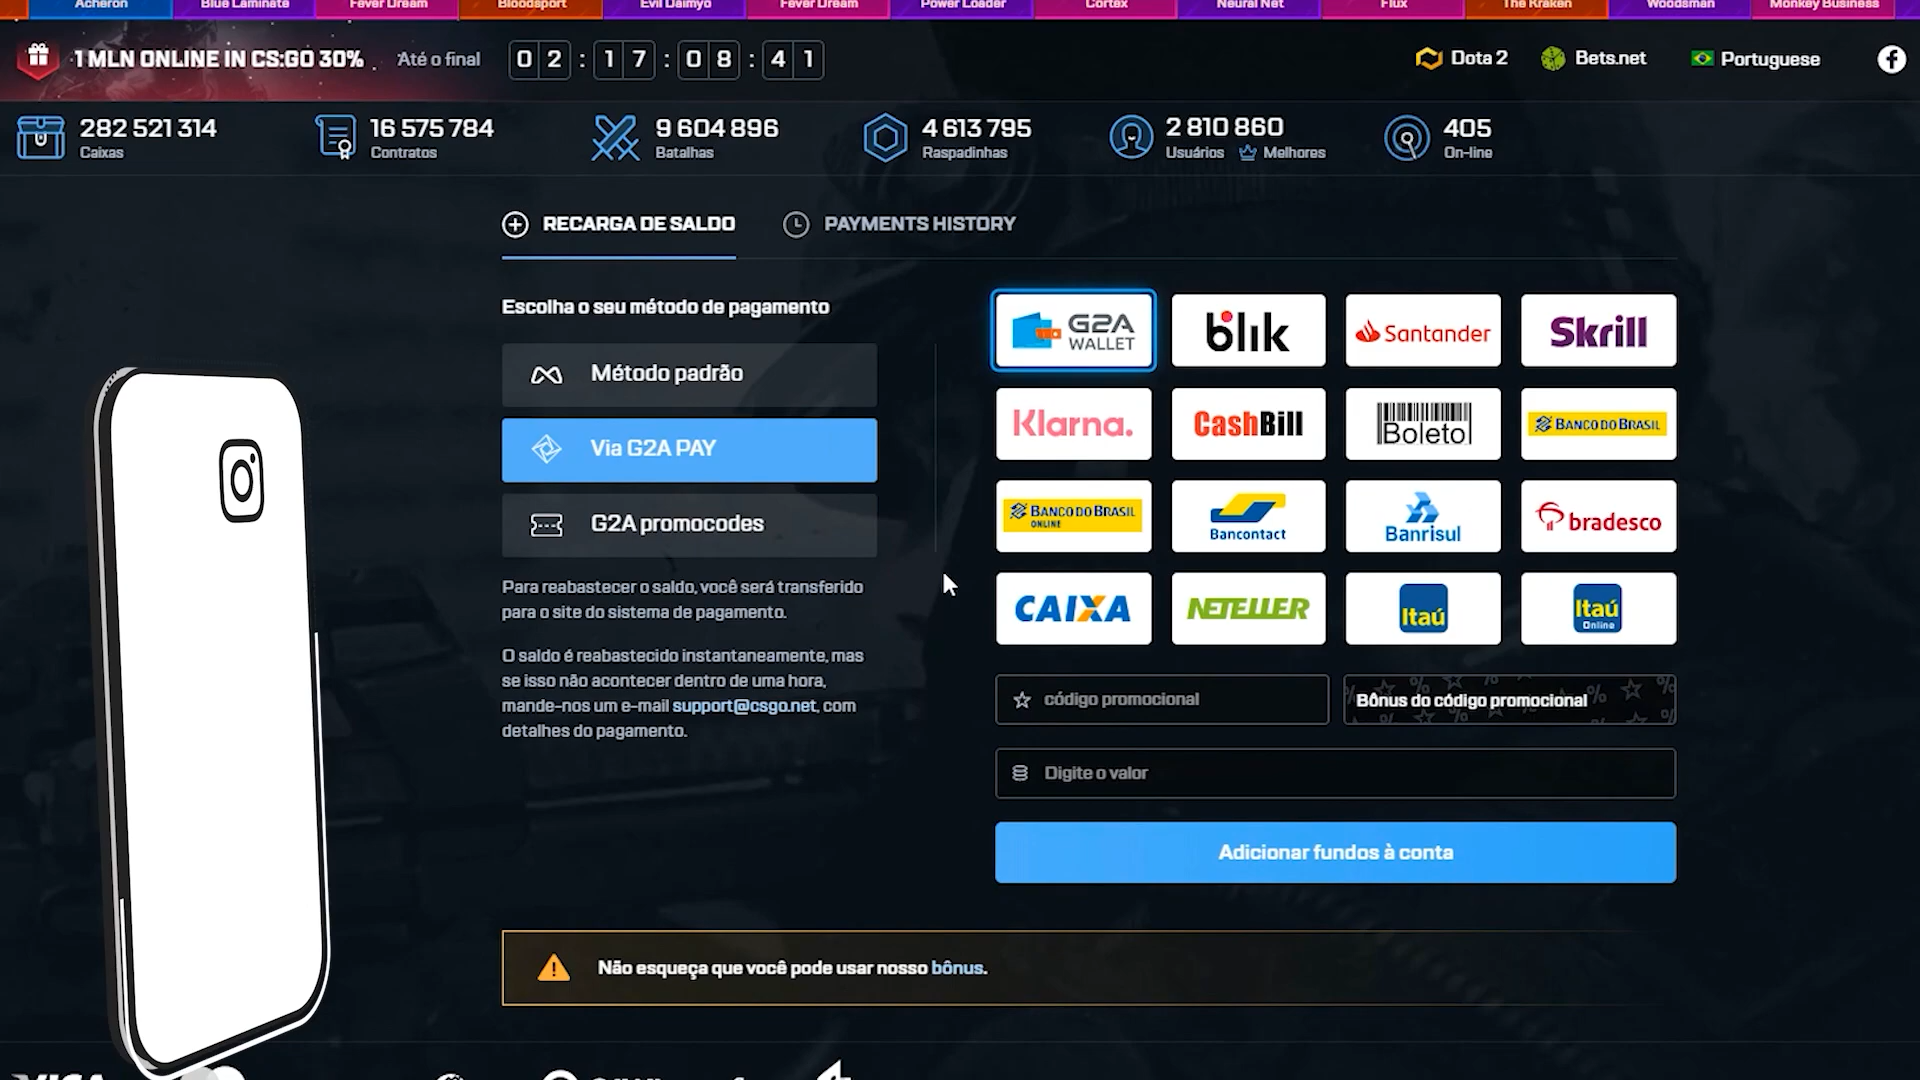 Acheron Blue Laminate Fever Dream Bloodsport Evil Daimyo Fever Dream Power Loader Cortex Neural Net Flux The Kraken Woodsman Monkey Business
1 MLN ONLINE IN CS:GO 30% Até o final 02 : 17 : 08 : 41 Dota 2 Bets.net Portuguese
282 521 314 16 575 784 9 604 896 4 613 795 2 810 860 405
Caixas Contratos Batalhas Raspadinhas Usuários Melhores On-line
RECARGA DE SALDO PAYMENTS HISTORY
Escolha o seu método de pagamento
Método padrão
Via G2A PAY
G2A promocodes
Para reabastecer o saldo, você será transferido
para o site do sistema de pagamento.
O saldo é reabastecido instantaneamente, mas
se isso não acontecer dentro de uma hora,
mande-nos um e-mail support@csgo.net, com
detalhes do pagamento.
G2A
WALLET
blik
Santander
Skrill
Klarna.
CashBill
Boleto
BANCO DO BRASIL
BANCO DO BRASIL
ONLINE
Bancontact
Banrisul
bradesco
CAIXA
NETELLER
Itaú
Itaú
Online
código promocional Bônus do código promocional
Digite o valor
Adicionar fundos à conta
Não esqueça que você pode usar nosso bônus.
VISA